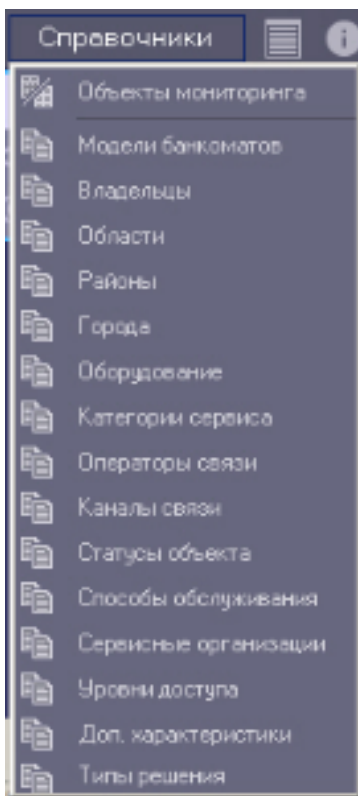 Справочники
Объекты мониторинга
Модели банкоматов
Владельцы
Области
Районы
Города
Оборудование
Категории сервиса
Операторы связи
Каналы связи
Статусы объекта
Способы обслуживания
Сервисные организации
Уровни доступа
Доп. характеристики
Типы решения